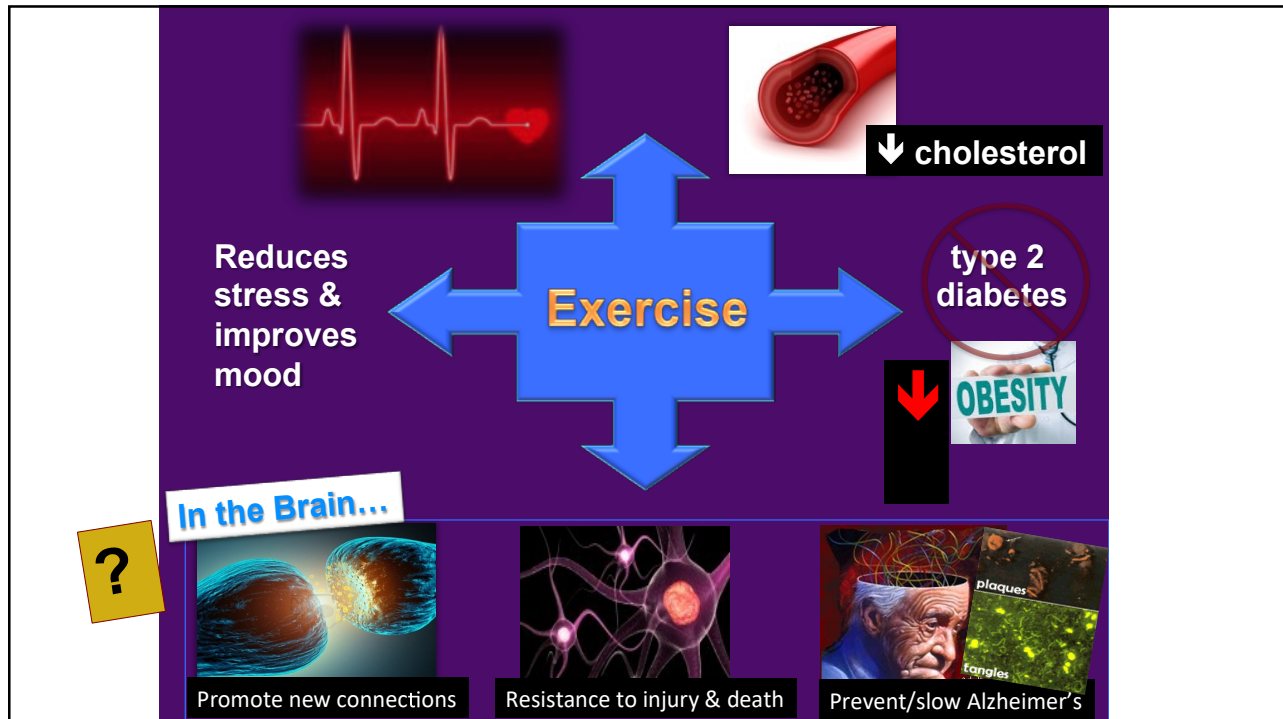 ↓ cholesterol
Reduces
stress &
improves
mood
Exercise
type 2
diabetes
↓
OBESITY
In the Brain...
?
plaques
tangles
Promote new connections
Resistance to injury & death
Prevent/slow Alzheimer’s